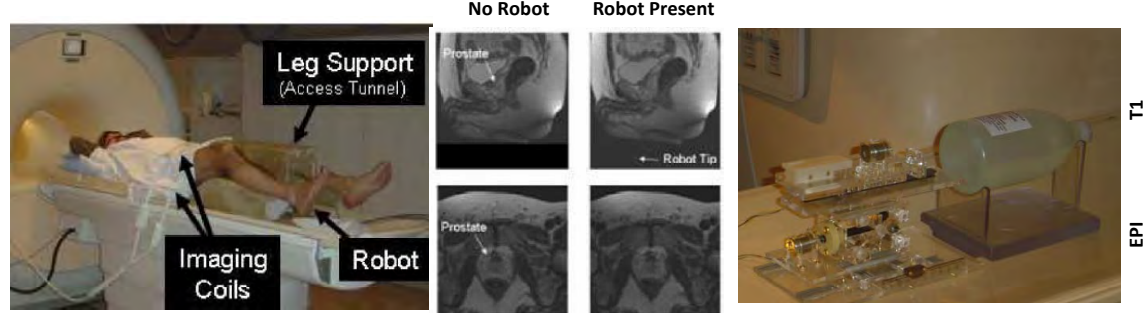 No Robot
Robot Present
Leg Support
(Access Tunnel)
Imaging
Coils
Robot
Prostate
Robot Tip
Prostate
T1
EPI